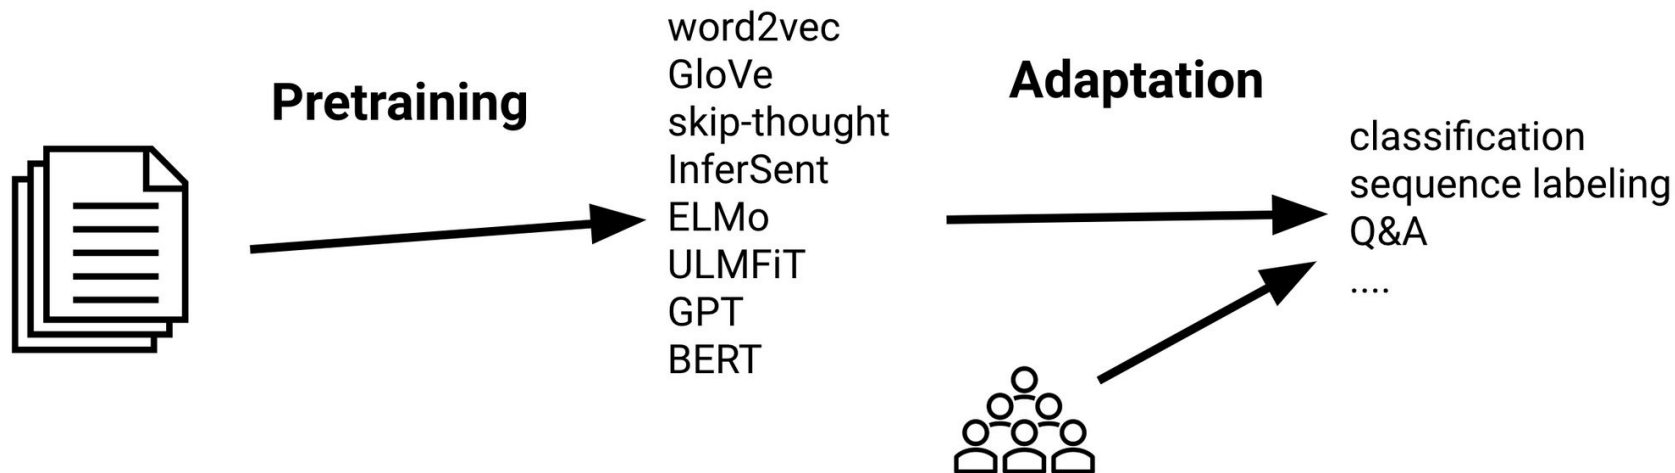 Pretraining
word2vec
GloVe
skip-thought
InferSent
ELMo
ULMFiT
GPT
BERT
Adaptation
classification
sequence labeling
Q&A
....